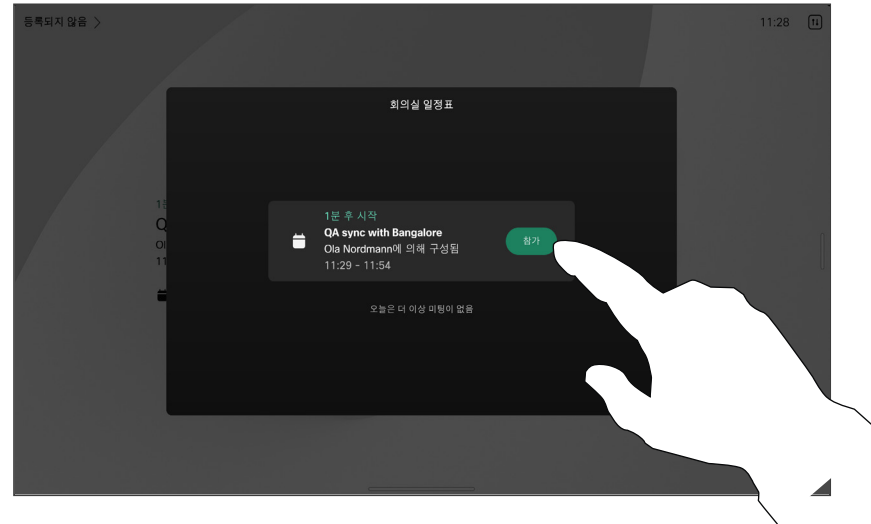 등록되지 않음
11:28
회의실 일정표
1분 후 시작
QA sync with Bangalore
Ola Nordmann에 의해 구성됨
11:29 - 11:54
참가
오늘은 더 이상 미팅이 없음